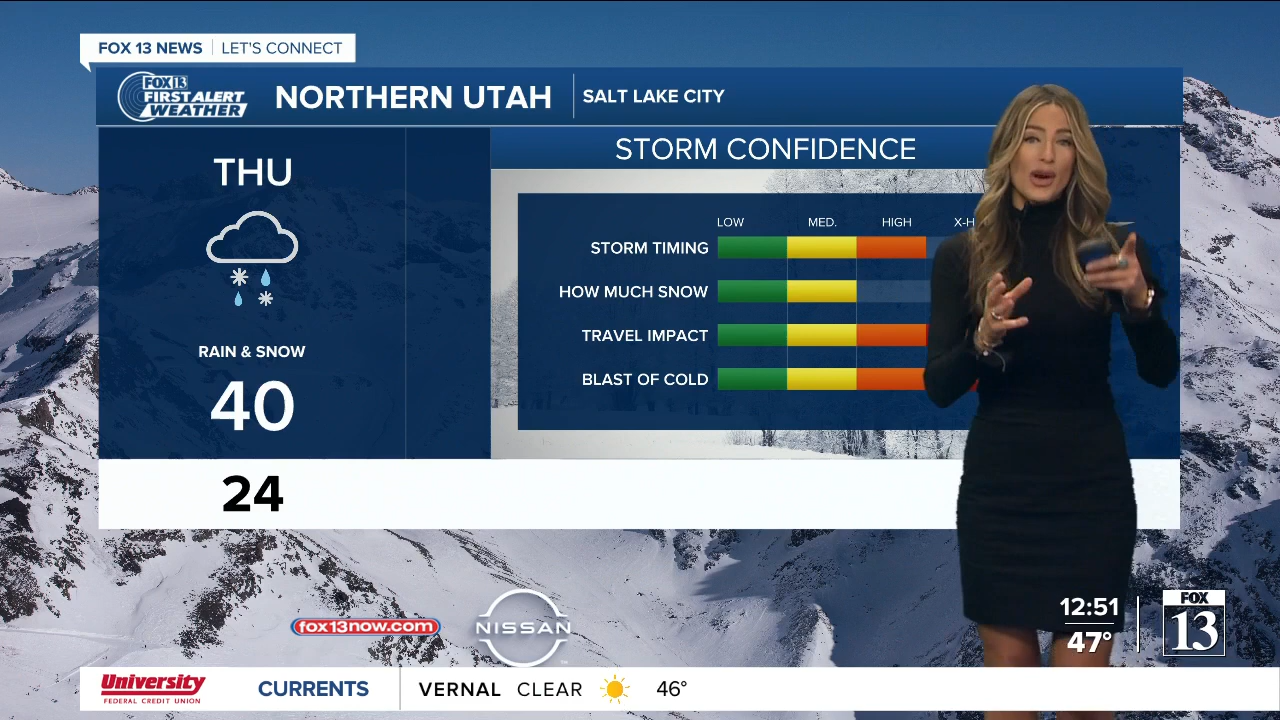 FOX 13 NEWS | LET'S CONNECT
FOX 13
FIRST ALERT
WEATHER
NORTHERN UTAH
SALT LAKE CITY
THU
RAIN & SNOW
40
24
STORM CONFIDENCE
LOW MED. HIGH X-H
STORM TIMING
HOW MUCH SNOW
TRAVEL IMPACT
BLAST OF COLD
fox13now.com
NISSAN
12:51
47°
FOX
13
University
FEDERAL CREDIT UNION
CURRENTS
VERNAL CLEAR 46°